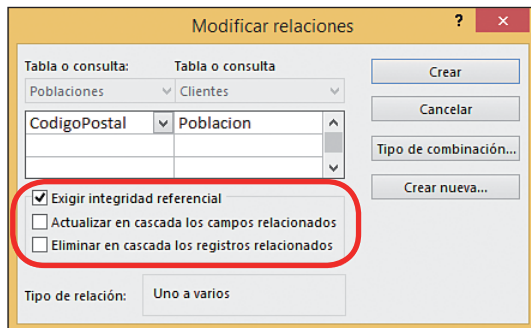 Modificar relaciones ? ×
Tabla o consulta: Tabla o consulta
Poblaciones Clientes
CodigoPostal Poblacion
Exigir integridad referencial
Actualizar en cascada los campos relacionados
Eliminar en cascada los registros relacionados
Tipo de relación: Uno a varios
Crear
Cancelar
Tipo de combinación...
Crear nueva...